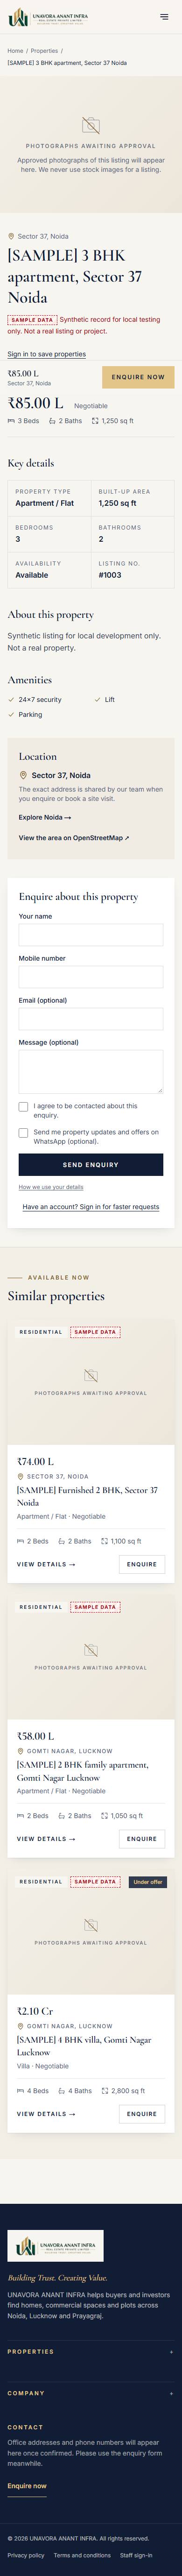 UNAVORA ANANT INFRA
Home / Properties /
[SAMPLE] 3 BHK apartment, Sector 37 Noida
PHOTOGRAPHS AWAITING APPROVAL
Approved photographs of this listing will appear
here. We never use stock images for a listing.
Sector 37, Noida
[SAMPLE] 3 BHK
apartment, Sector 37
Noida
SAMPLE DATA Synthetic record for local testing
only. Not a real listing or project.
Sign in to save properties
₹85.00 L
Sector 37, Noida
ENQUIRE NOW
₹85.00 L Negotiable
3 Beds 2 Baths 1,250 sq ft
Key details
PROPERTY TYPE
Apartment / Flat
BUILT-UP AREA
1,250 sq ft
BEDROOMS
3
BATHROOMS
2
AVAILABILITY
Available
LISTING NO.
#1003
About this property
Synthetic listing for local development only.
Not a real property.
Amenities
24×7 security
Lift
Parking
Location
Sector 37, Noida
The exact address is shared by our team when
you enquire or book a site visit.
Explore Noida →
View the area on OpenStreetMap ↗
Enquire about this property
Your name
Mobile number
Email (optional)
Message (optional)
I agree to be contacted about this
enquiry.
Send me property updates and offers on
WhatsApp (optional).
SEND ENQUIRY
How we use your details
Have an account? Sign in for faster requests
AVAILABLE NOW
Similar properties
RESIDENTIAL SAMPLE DATA
PHOTOGRAPHS AWAITING APPROVAL
₹74.00 L
SECTOR 37, NOIDA
[SAMPLE] Furnished 2 BHK, Sector 37
Noida
Apartment / Flat · Negotiable
2 Beds 2 Baths 1,100 sq ft
VIEW DETAILS → ENQUIRE
RESIDENTIAL SAMPLE DATA
PHOTOGRAPHS AWAITING APPROVAL
₹58.00 L
GOMTI NAGAR, LUCKNOW
[SAMPLE] 2 BHK family apartment,
Gomti Nagar Lucknow
Apartment / Flat · Negotiable
2 Beds 2 Baths 1,050 sq ft
VIEW DETAILS → ENQUIRE
RESIDENTIAL SAMPLE DATA Under offer
PHOTOGRAPHS AWAITING APPROVAL
₹2.10 Cr
GOMTI NAGAR, LUCKNOW
[SAMPLE] 4 BHK villa, Gomti Nagar
Lucknow
Villa · Negotiable
4 Beds 4 Baths 2,800 sq ft
VIEW DETAILS → ENQUIRE
UNAVORA ANANT INFRA
Building Trust. Creating Value.
UNAVORA ANANT INFRA helps buyers and investors
find homes, commercial spaces and plots across
Noida, Lucknow and Prayagraj.
PROPERTIES +
COMPANY +
CONTACT
Office addresses and phone numbers will appear
here once confirmed. Please use the enquiry form
meanwhile.
Enquire now
© 2026 UNAVORA ANANT INFRA. All rights reserved.
Privacy policy Terms and conditions Staff sign-in